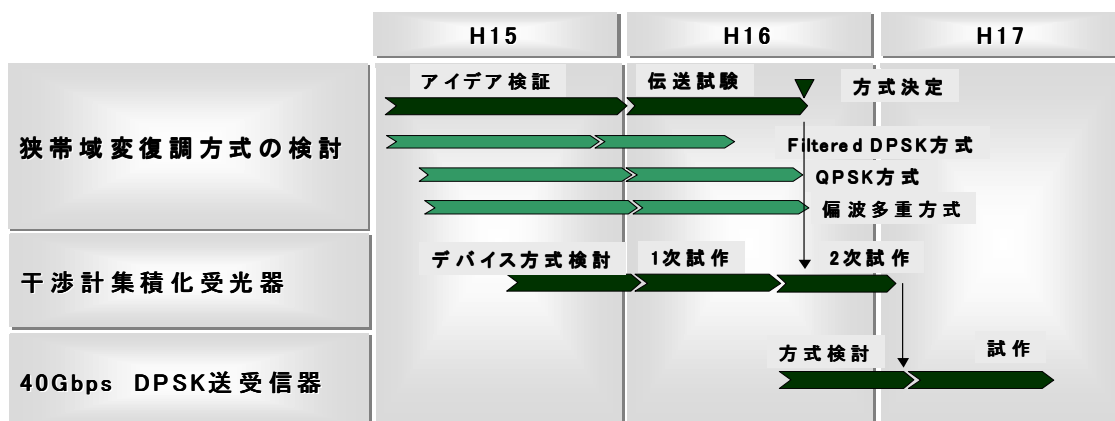 H15
H16
H17
アイデア検証
伝送試験
方式決定
狭帯域変復調方式の検討
Filtered DPSK方式
QPSK方式
偏波多重方式
デバイス方式検討
1次試作
2次試作
干渉計集積化受光器
方式検討
試作
40Gbps DPSK送受信器